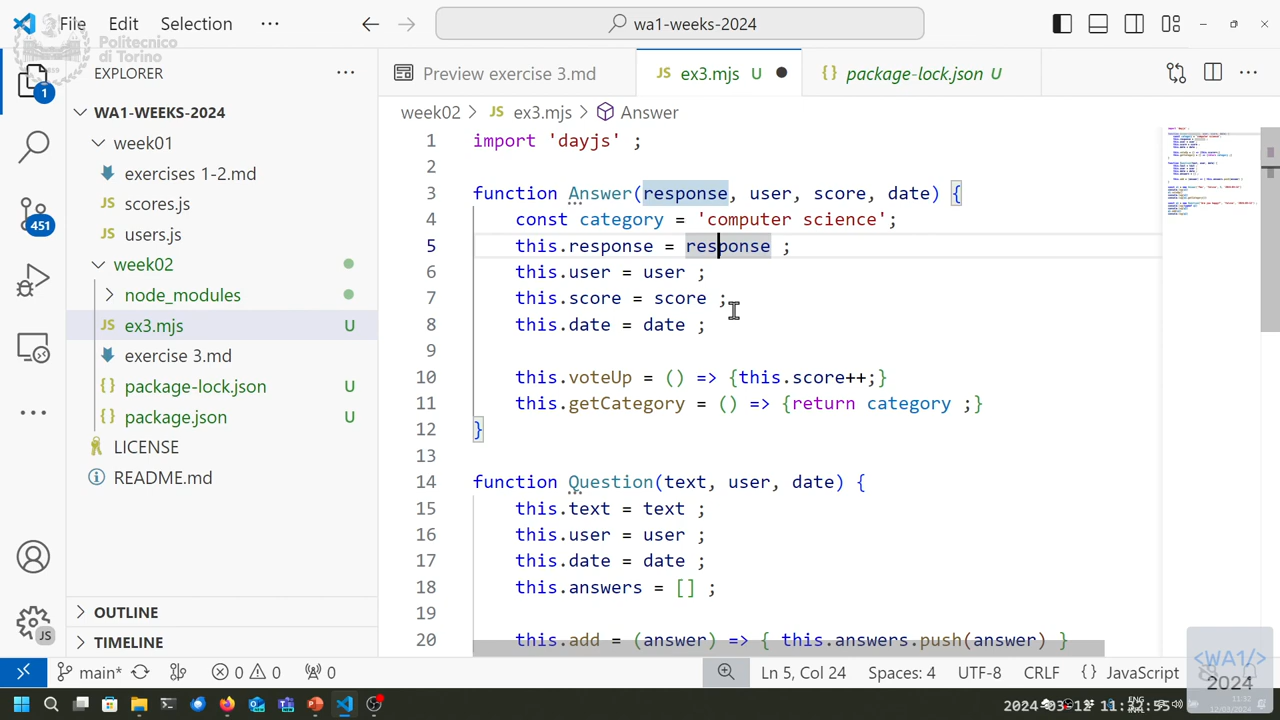 File Edit Selection ··· wa1-weeks-2024
Politecnico
di Torino
EXPLORER ···
Preview exercise 3.md
JS ex3.mjs U
{} package-lock.json U
week02 > JS ex3.mjs > Answer
1
WA1-WEEKS-2024
week01
exercises 1-2.md
JS scores.js
JS users.js
week02
node_modules
JS ex3.mjs U
exercise 3.md
{} package-lock.json U
{} package.json U
LICENSE
README.md
451
OUTLINE
TIMELINE
1 import 'dayjs' ;
2
3 function Answer(response, user, score, date) {
4 const category = 'computer science';
5 this.response = response ;
6 this.user = user ;
7 this.score = score ;
8 this.date = date ;
9
10 this.voteUp = () => {this.score++;}
11 this.getCategory = () => {return category ;}
12 }
13
14 function Question(text, user, date) {
15 this.text = text ;
16 this.user = user ;
17 this.date = date ;
18 this.answers = [] ;
19
20 this.add = (answer) => { this.answers.push(answer) }
JS
main* 0 0 0 Ln 5, Col 24 Spaces: 4 UTF-8 CRLF {} JavaScript
<WA1/>
2024
ENG